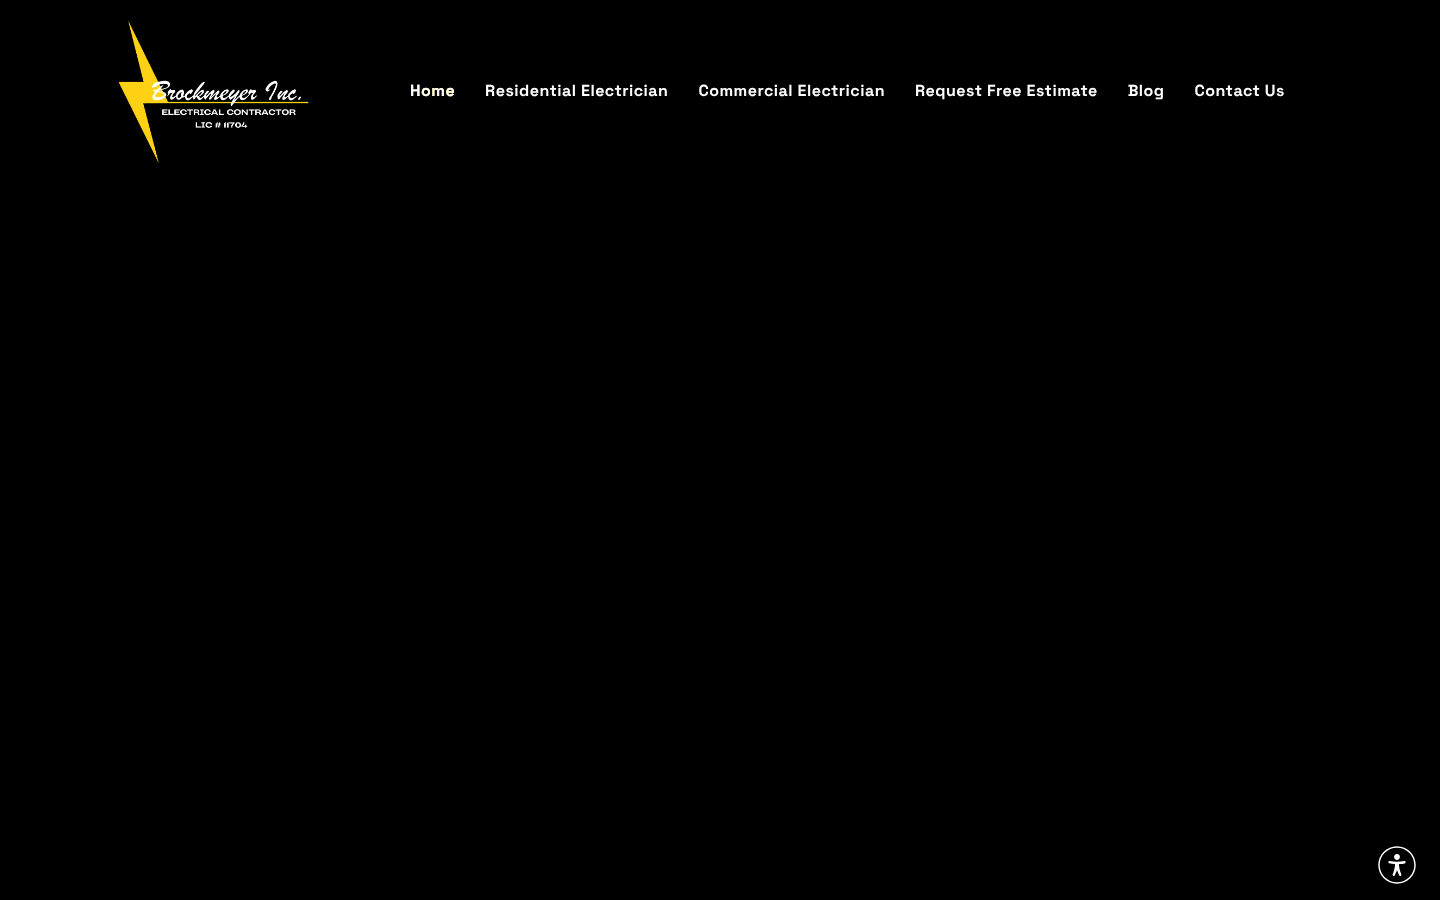 Brockmeyer Inc.
ELECTRICAL CONTRACTOR
LIC # 11704
Home
Residential Electrician
Commercial Electrician
Request Free Estimate
Blog
Contact Us